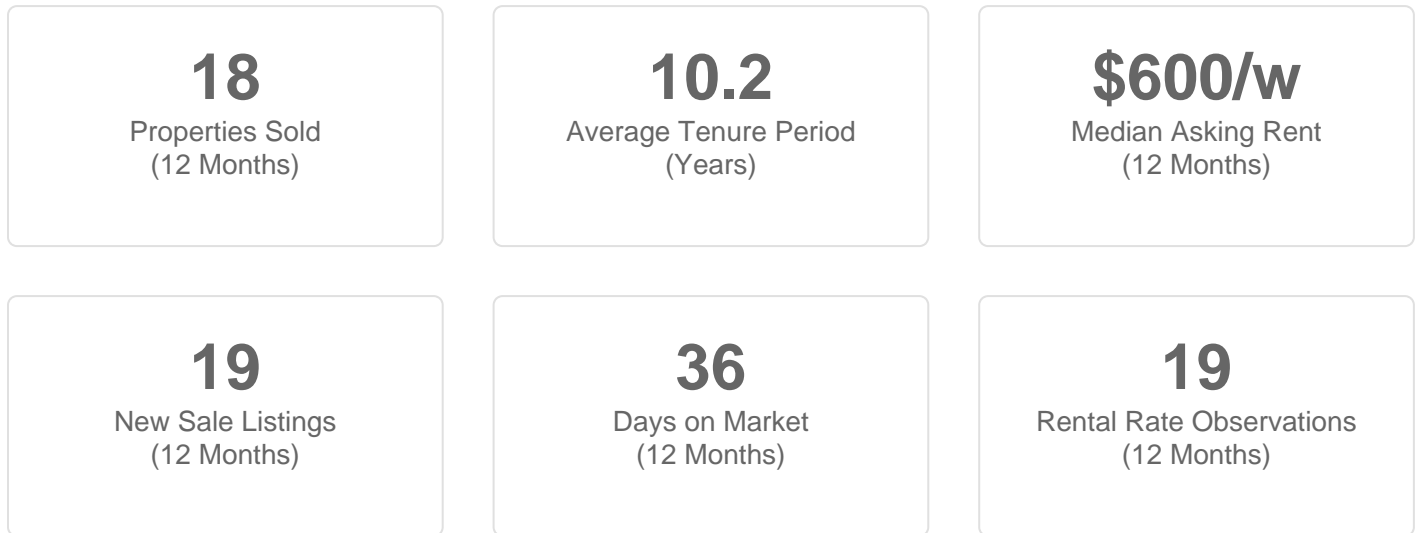 18
Properties Sold
(12 Months)
10.2
Average Tenure Period
(Years)
$600/w
Median Asking Rent
(12 Months)
19
New Sale Listings
(12 Months)
36
Days on Market
(12 Months)
19
Rental Rate Observations
(12 Months)